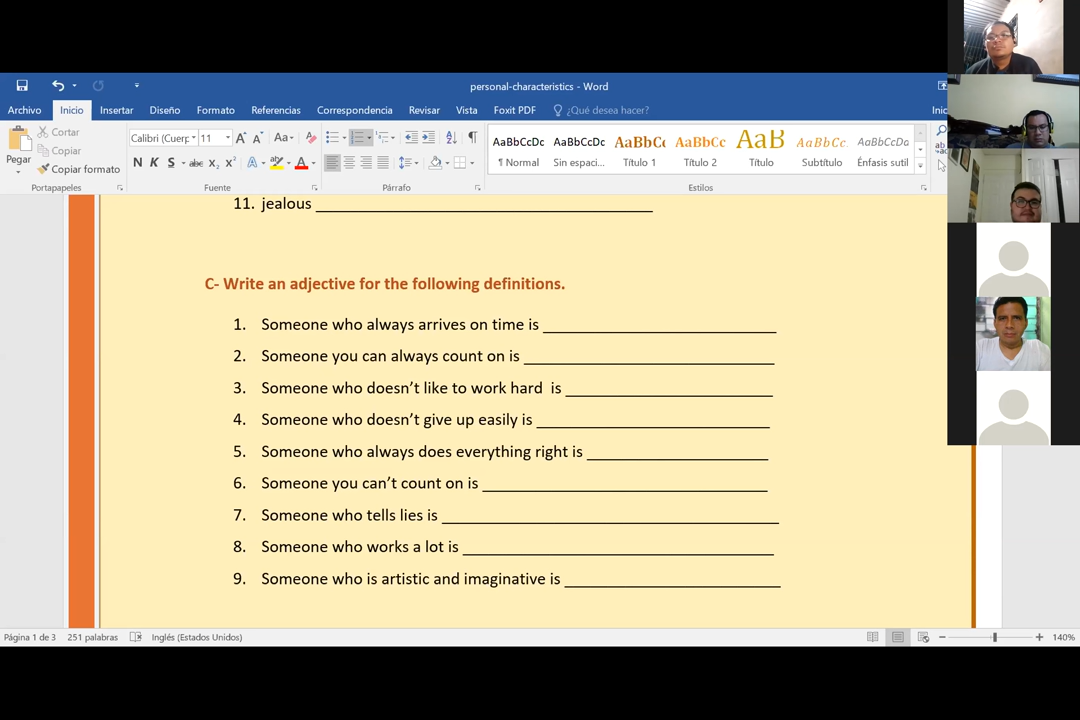 personal-characteristics - Word
Archivo Inicio Insertar Diseño Formato Referencias Correspondencia Revisar Vista Foxit PDF ¿Qué desea hacer? Inic
Pegar
Cortar
Copiar
Copiar formato
Calibri (Cuerp 11
Aa
N K S abc X₂ X²
A A
AaBbCcDc AaBbCcDc AaBbCc AaBbCc AaB AaBbCc. AaBbCcDa
¶ Normal Sin espaci... Título 1 Título 2 Título Subtítulo Énfasis sutil
Portapapeles Fuente Párrafo Estilos
11. jealous
C- Write an adjective for the following definitions.
1. Someone who always arrives on time is
2. Someone you can always count on is
3. Someone who doesn’t like to work hard is
4. Someone who doesn’t give up easily is
5. Someone who always does everything right is
6. Someone you can’t count on is
7. Someone who tells lies is
8. Someone who works a lot is
9. Someone who is artistic and imaginative is
Página 1 de 3 251 palabras Inglés (Estados Unidos) 140%